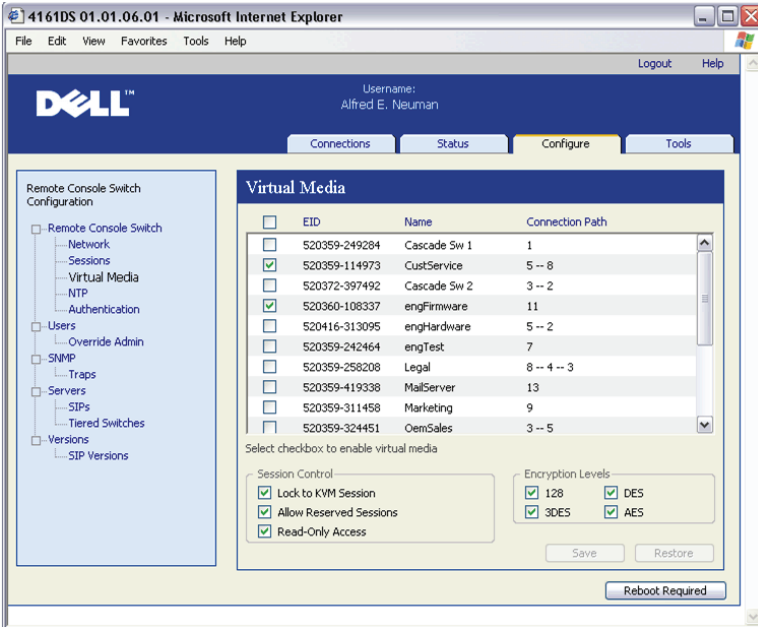 4161DS 01.01.06.01 - Microsoft Internet Explorer
File Edit View Favorites Tools Help
Logout Help
DELL™
Username:
Alfred E. Neuman
Connections Status Configure Tools
Remote Console Switch
Configuration
Remote Console Switch
Network
Sessions
Virtual Media
NTP
Authentication
Users
Override Admin
SNMP
Traps
Servers
SIPs
Tiered Switches
Versions
SIP Versions
Virtual Media
EID Name Connection Path
520359-249284 Cascade Sw 1 1
520359-114973 CustService 5 -- 8
520372-397492 Cascade Sw 2 3 -- 2
520360-108337 engFirmware 11
520416-313095 engHardware 5 -- 2
520359-242464 engTest 7
520359-258208 Legal 8 -- 4 -- 3
520359-419338 MailServer 13
520359-311458 Marketing 9
520359-324451 OemSales 3 -- 5
Select checkbox to enable virtual media
Session Control
Lock to KVM Session
Allow Reserved Sessions
Read-Only Access
Encryption Levels
128 DES
3DES AES
Save Restore
Reboot Required